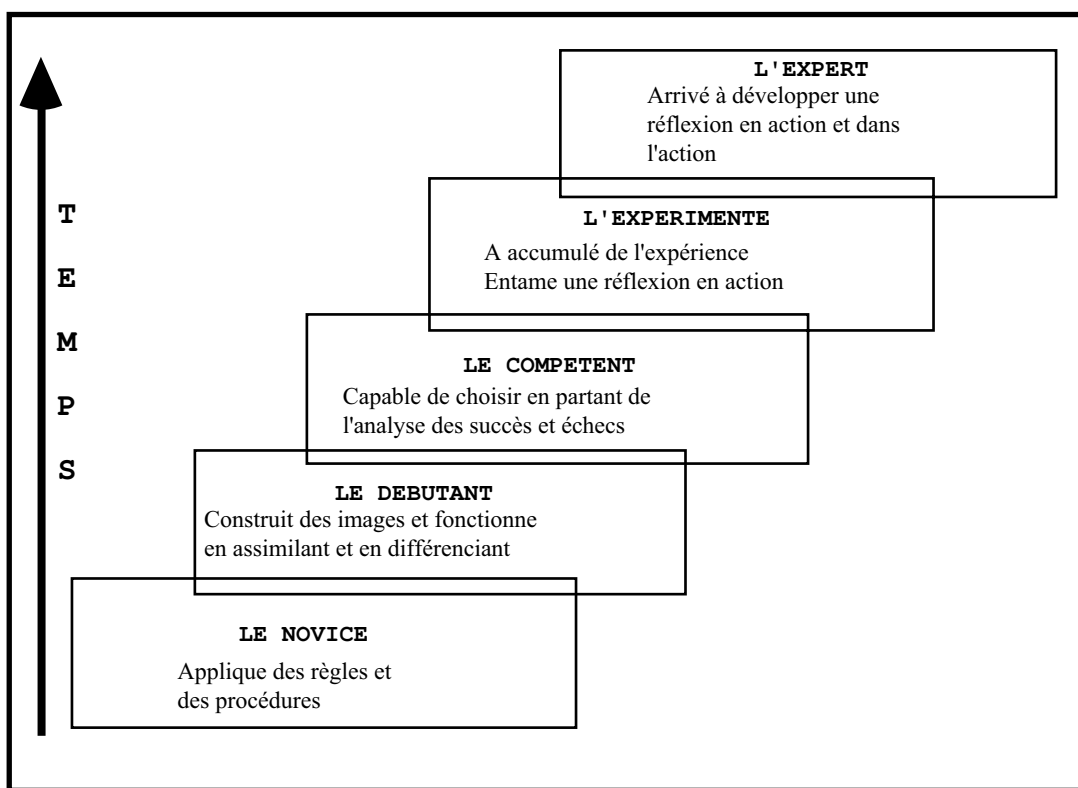 L'EXPERT
Arrivé à développer une
réflexion en action et dans
l'action
L'EXPERIMENTE
A accumulé de l'expérience
Entame une réflexion en action
LE COMPETENT
Capable de choisir en partant de
l'analyse des succès et échecs
LE DEBUTANT
Construit des images et fonctionne
en assimilant et en différenciant
LE NOVICE
Applique des règles et
des procédures
T
E
M
P
S